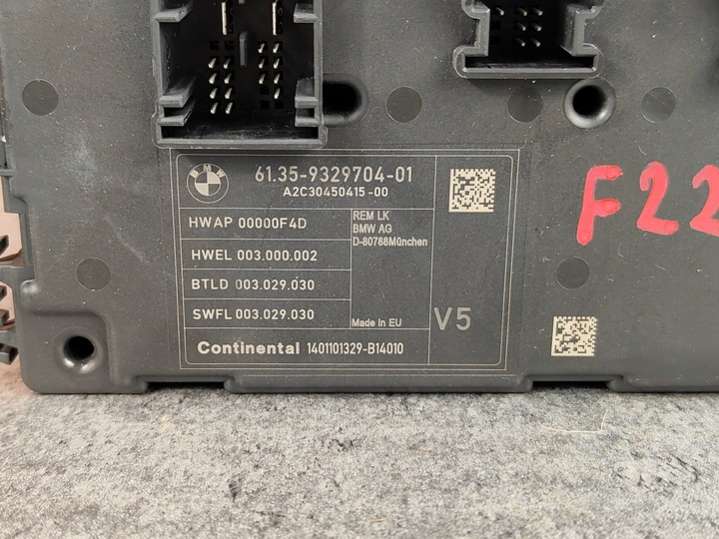 BMW
61.35-9329704-01
A2C30450415-00
HWAP 00000F4D
REM LK
BMW AG
D-80788München
HWEL 003.000.002
BTLD 003.029.030
SWFL 003.029.030
Made in EU
V5
Continental 1401101329-B14010
F22